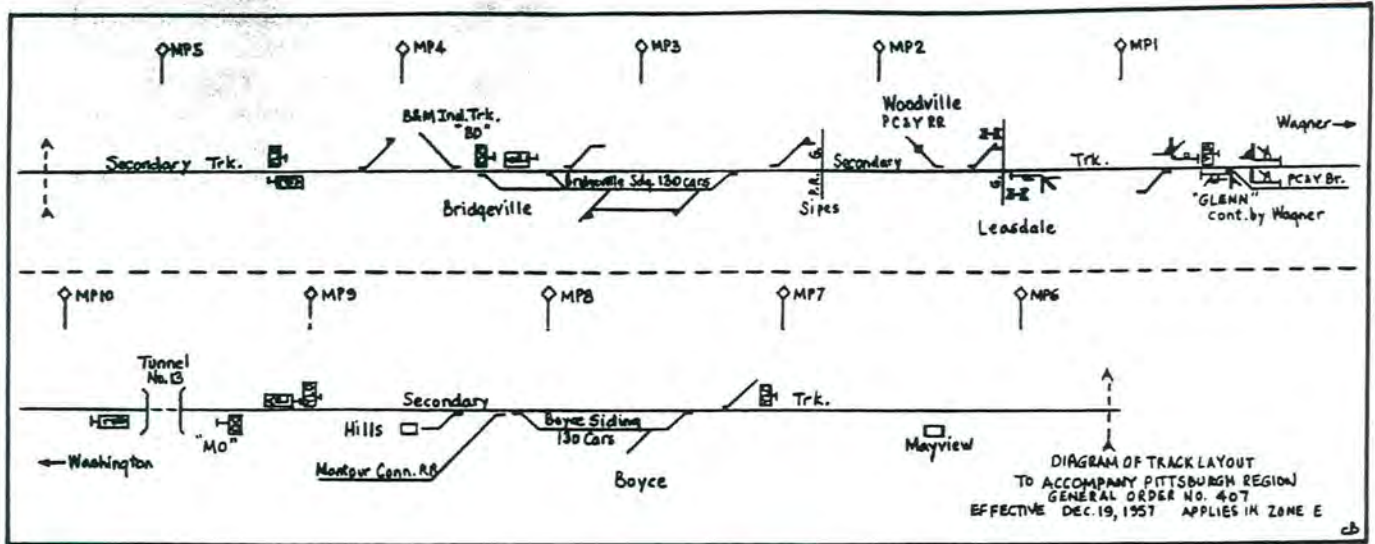 MP5
MP4
MP3
MP2
MP1
B&M Ind. Trk.
"BD"
Woodville
PC&Y RR
Wagner
Secondary Trk.
Bridgeville Sdg. 130 Cars
P.R. G.
Secondary
G.
Trk.
PC&Y Br.
Bridgeville
Sipes
Leasdale
"GLENN"
cont. by Wagner
MP10
MP9
MP8
MP7
MP6
Tunnel
No. 13
Secondary
Trk.
"MO"
Hills
Boyce Siding
130 Cars
Washington
Montour Conn. RR
Boyce
Mayview
A
A
A
A
DIAGRAM OF TRACK LAYOUT
TO ACCOMPANY PITTSBURGH REGION
GENERAL ORDER NO. 407
EFFECTIVE DEC. 19, 1957 APPLIES IN ZONE E
cb